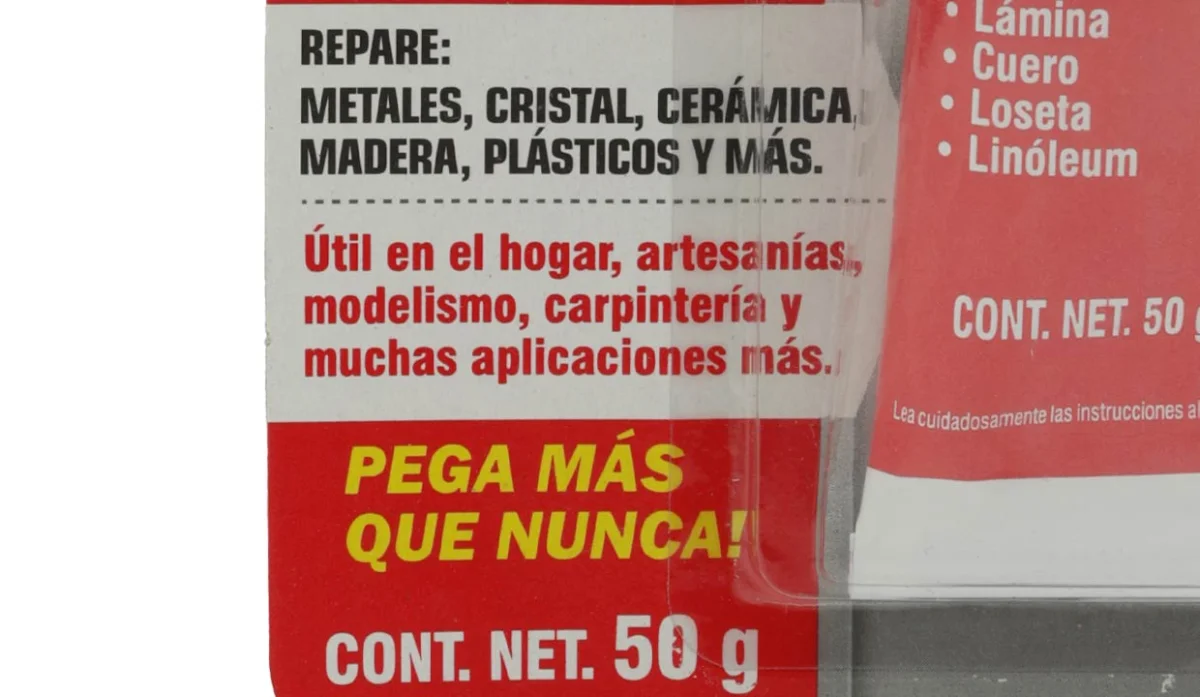 REPARE:
METALES, CRISTAL, CERÁMICA,
MADERA, PLÁSTICOS Y MÁS.
Útil en el hogar, artesanías,
modelismo, carpintería y
muchas aplicaciones más.
PEGA MÁS
QUE NUNCA!
CONT. NET. 50 g
• Lámina
• Cuero
• Loseta
• Linóleum
CONT. NET. 50
Lea cuidadosamente las instrucciones